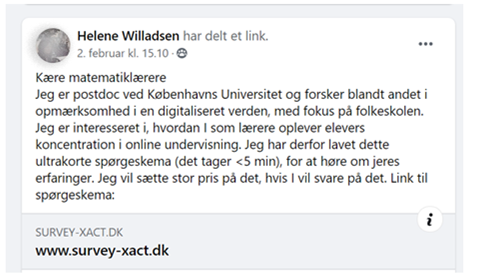 Helene Willadsen har delt et link.
2. februar kl. 15.10 ·
Kære matematiklærere
Jeg er postdoc ved Københavns Universitet og forsker blandt andet i
opmærksomhed i en digitaliseret verden, med fokus på folkeskolen.
Jeg er interesseret i, hvordan I som lærere oplever elevers
koncentration i online undervisning. Jeg har derfor lavet dette
ultrakorte spørgeskema (det tager <5 min), for at høre om jeres
erfaringer. Jeg vil sætte stor pris på det, hvis I vil svare på det. Link til
spørgeskema:
SURVEY-XACT.DK
www.survey-xact.dk